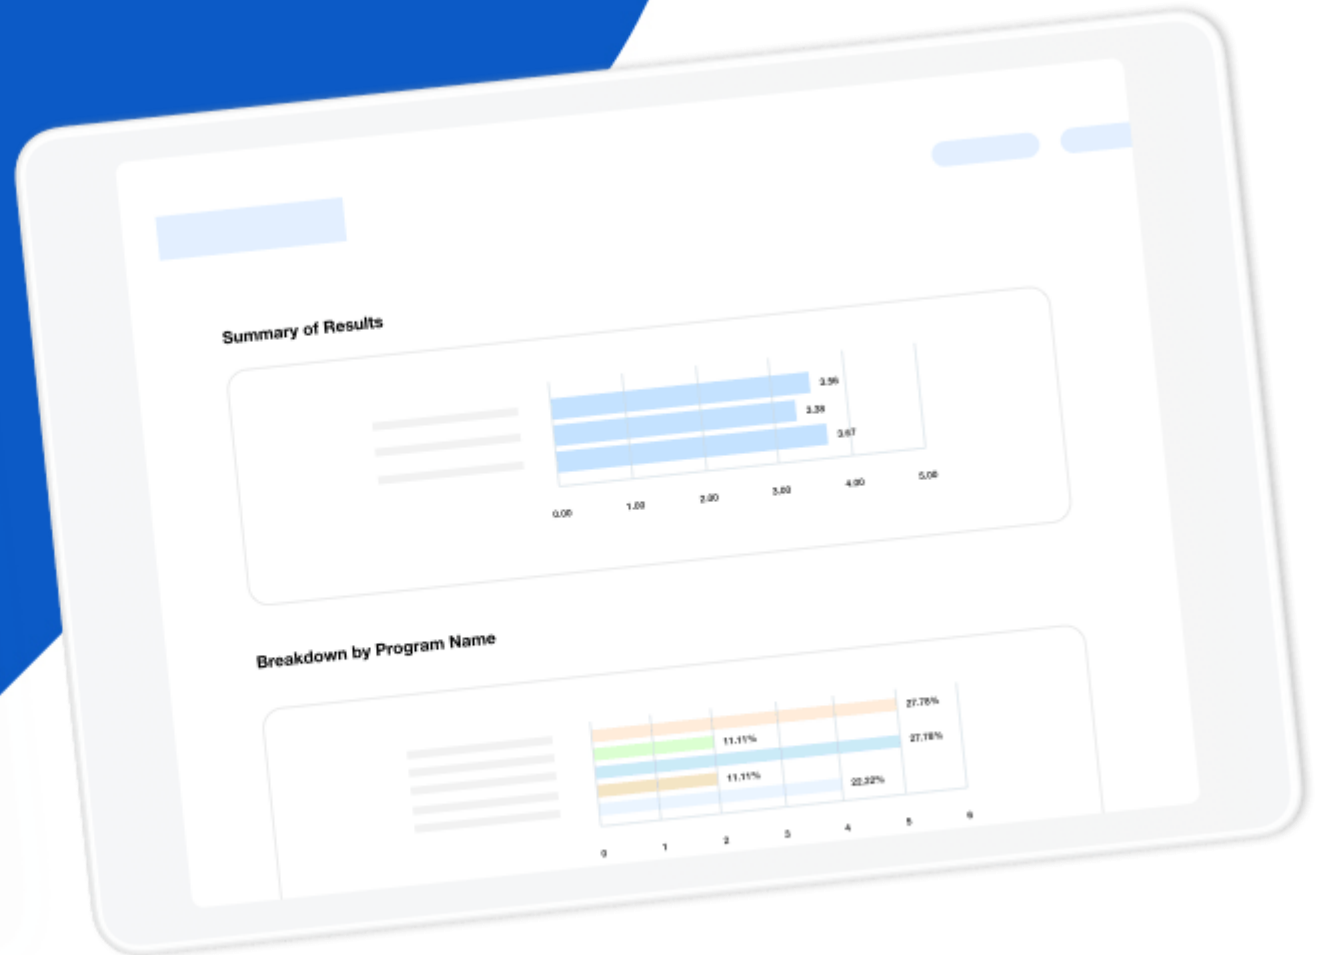 Summary of Results
3.38
3.67
0.00 1.00 2.00 3.00 4.00 5.00
Breakdown by Program Name
27.78%
11.11%
27.78%
11.11%
22.22%
0 1 2 3 4 5 6